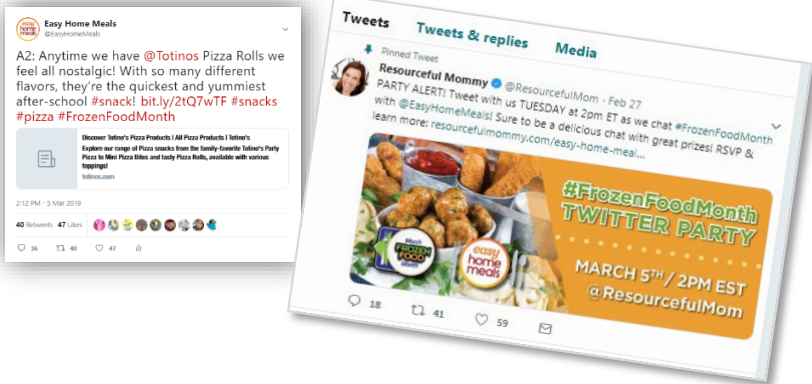 Easy Home Meals
@EasyHomeMeals
A2: Anytime we have @Totinos Pizza Rolls we
feel all nostalgic! With so many different
flavors, they're the quickest and yummiest
after-school #snack! bit.ly/2tQ7wTF #snacks
#pizza #FrozenFoodMonth
Discover Totino's Pizza Products | All Pizza Products | Totino's
Explore our range of Pizza snacks from the family-favorite Totino's Party
Pizza to Mini Pizza Bites and tasty Pizza Rolls, available with various
toppings!
totinos.com
2:12 PM - 5 Mar 2019
40 Retweets 47 Likes
36 40 47
Tweets Tweets & replies Media
Pinned Tweet
Resourceful Mommy @ResourcefulMom · Feb 27
PARTY ALERT! Tweet with us TUESDAY at 2pm ET as we chat #FrozenFoodMonth
with @EasyHomeMeals! Sure to be a delicious chat with great prizes! RSVP &
learn more: resourcefulmommy.com/easy-home-meal...
#FrozenFoodMonth
TWITTER PARTY
MARCH 5TH / 2PM EST
@ResourcefulMom
March
FROZEN
FOOD
Month
easy
home
meals
18 41 59